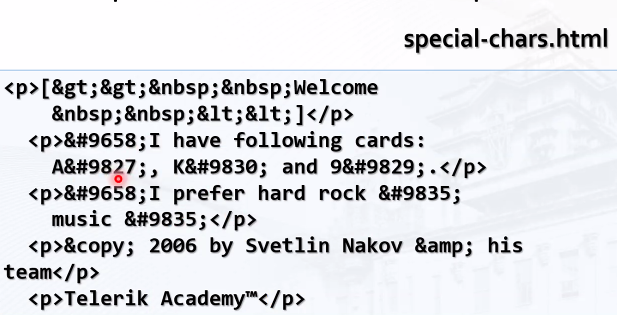 special-chars.html
<p>[&gt;&gt;&nbsp;&nbsp;Welcome
&nbsp;&nbsp;&lt;&lt;]</p>
<p>&#9658;I have following cards:
A&#9827;, K&#9830; and 9&#9829;.</p>
<p>&#9658;I prefer hard rock &#9835;
music &#9835;</p>
<p>&copy; 2006 by Svetlin Nakov &amp; his
team</p>
<p>Telerik Academy™</p>